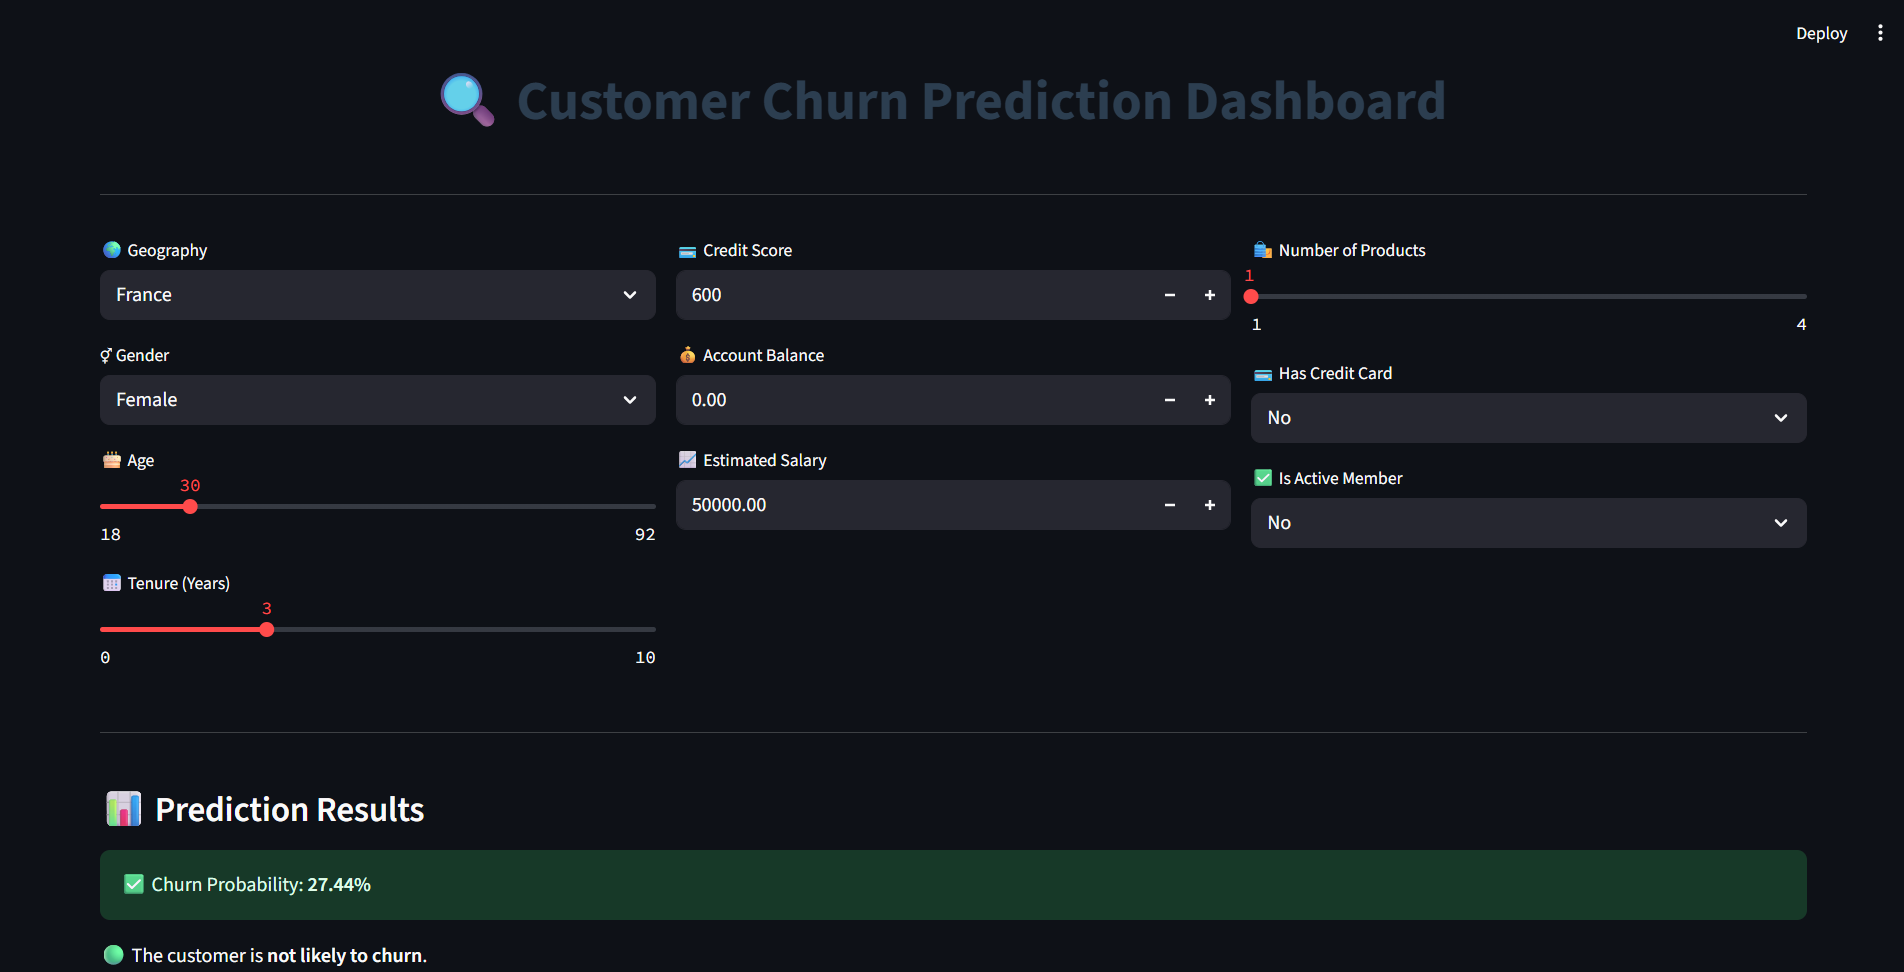 Deploy
Customer Churn Prediction Dashboard
Geography
France
Gender
Female
Age
30
18 92
Tenure (Years)
3
0 10
Credit Score
600
Account Balance
0.00
Estimated Salary
50000.00
Number of Products
1
1 4
Has Credit Card
No
Is Active Member
No
Prediction Results
Churn Probability: 27.44%
The customer is not likely to churn.